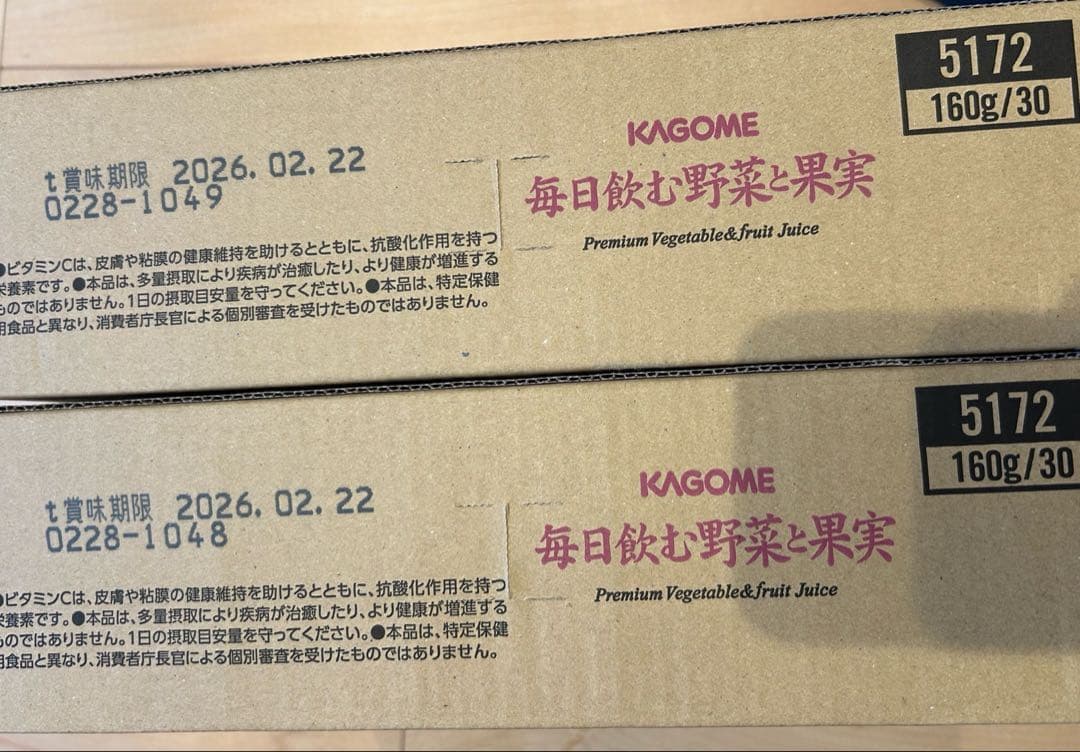 5172
160g/30
KAGOME
毎日飲む野菜と果実
Premium Vegetable&fruit Juice
t賞味期限 2026.02.22
0228-1049
●ビタミンCは、皮膚や粘膜の健康維持を助けるとともに、抗酸化作用を持つ
栄養素です。●本品は、多量摂取により疾病が治癒したり、より健康が増進する
ものではありません。1日の摂取目安量を守ってください。●本品は、特定保健
用食品と異なり、消費者庁長官による個別審査を受けたものではありません。
5172
160g/30
KAGOME
毎日飲む野菜と果実
Premium Vegetable&fruit Juice
t賞味期限 2026.02.22
0228-1048
●ビタミンCは、皮膚や粘膜の健康維持を助けるとともに、抗酸化作用を持つ
栄養素です。●本品は、多量摂取により疾病が治癒したり、より健康が増進する
ものではありません。1日の摂取目安量を守ってください。●本品は、特定保健
用食品と異なり、消費者庁長官による個別審査を受けたものではありません。